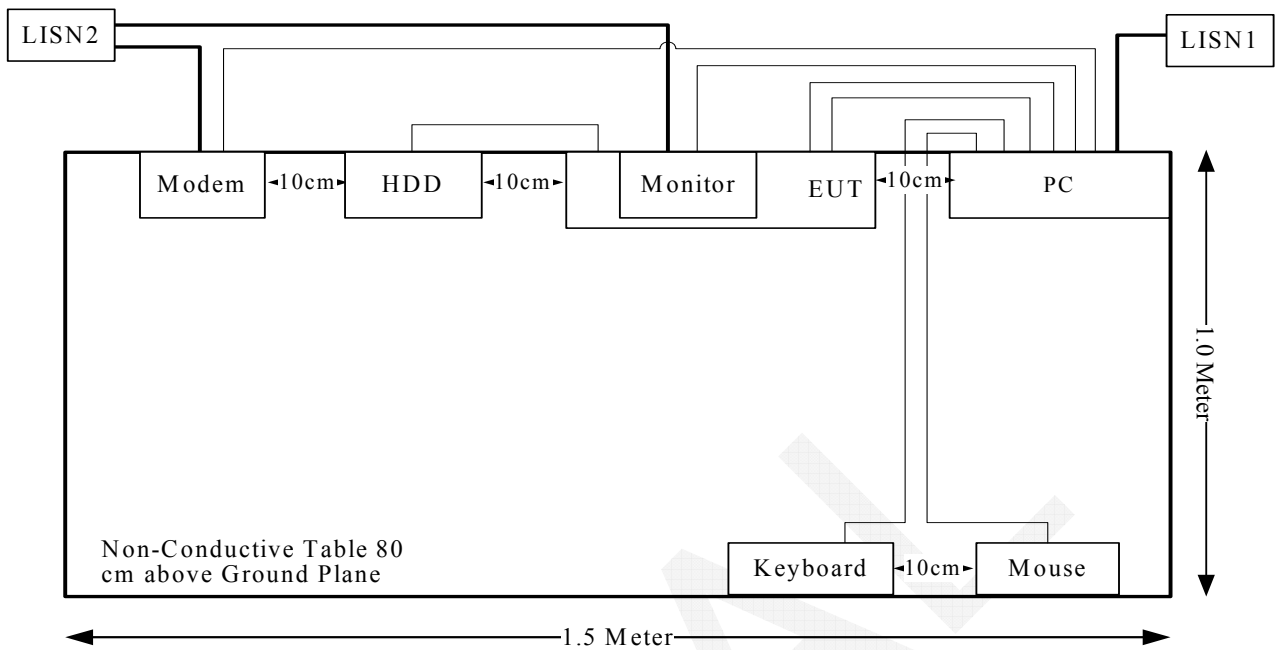 LISN2
LISN1
Modem
10cm
HDD
10cm
Monitor
EUT
10cm
PC
1.0 Meter
Non-Conductive Table 80
cm above Ground Plane
Keyboard
10cm
Mouse
1.5 Meter